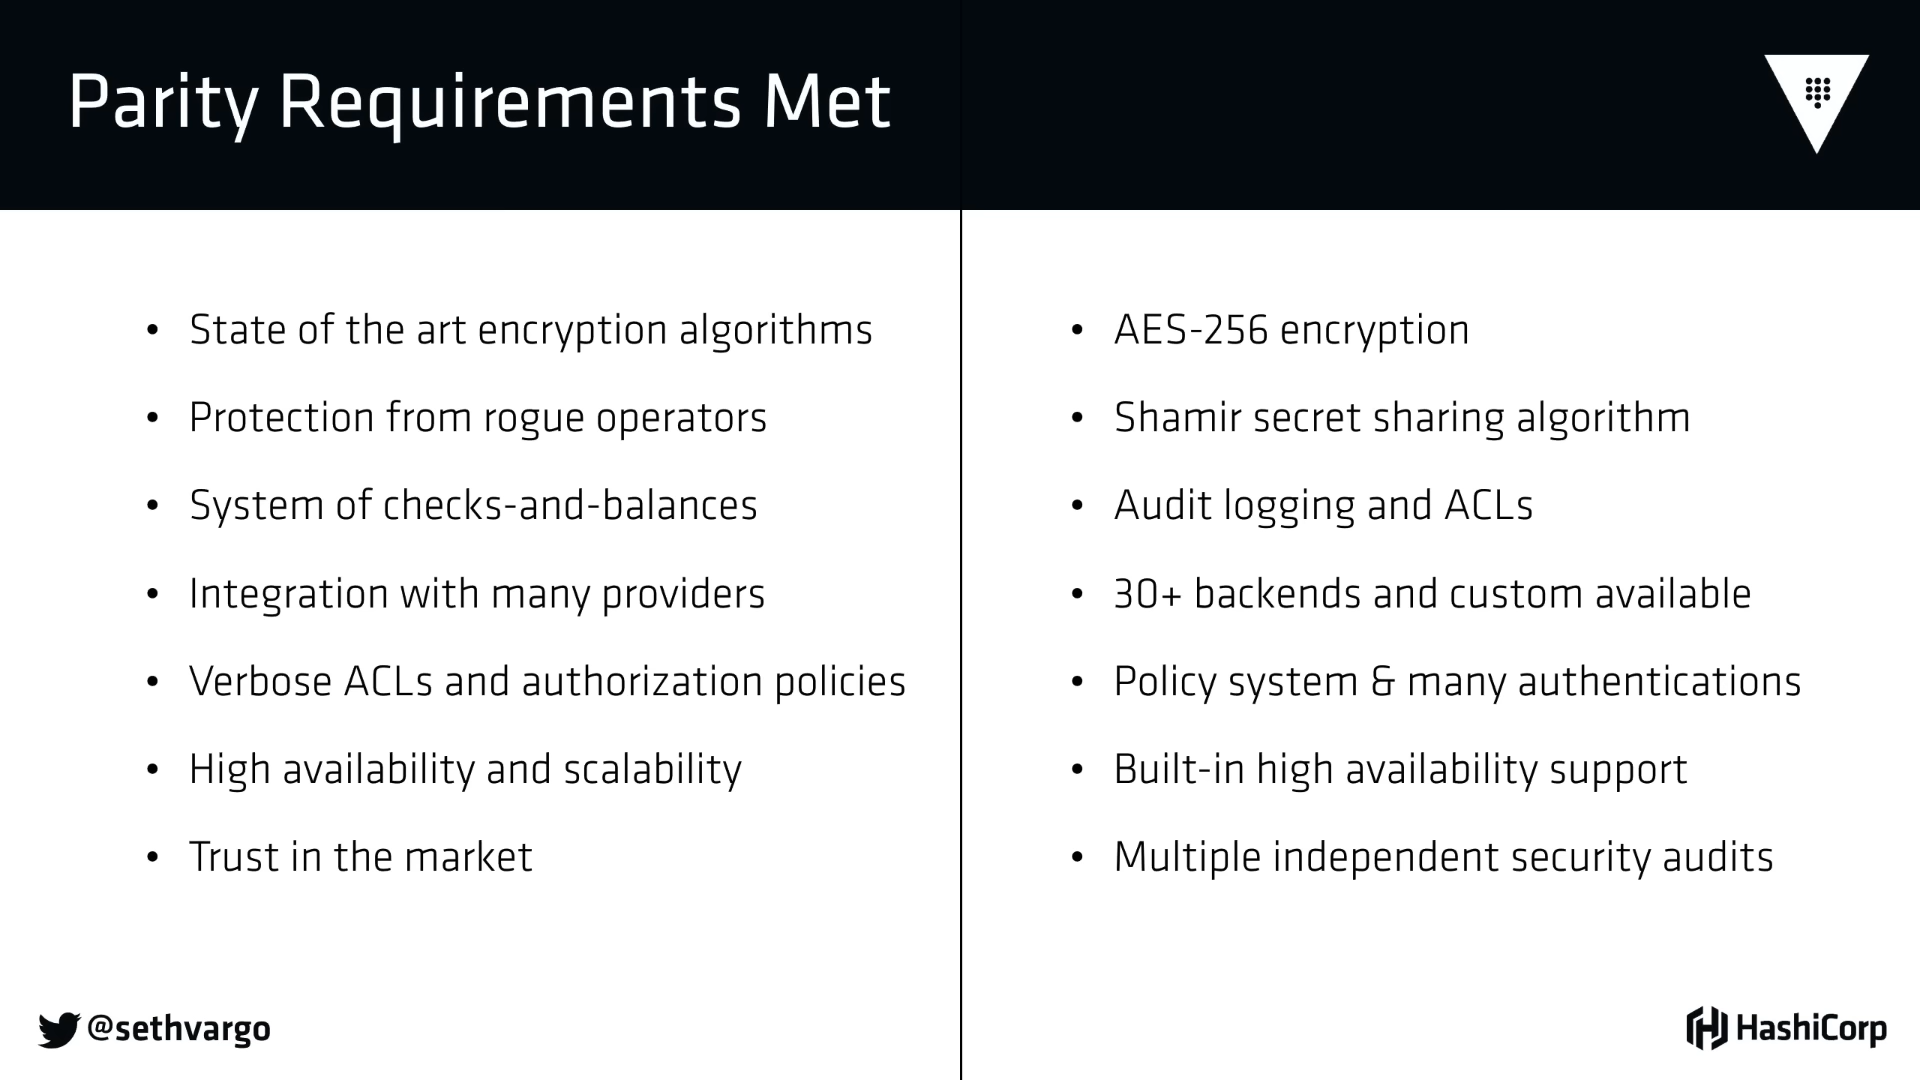 Parity Requirements Met
• State of the art encryption algorithms
• Protection from rogue operators
• System of checks-and-balances
• Integration with many providers
• Verbose ACLs and authorization policies
• High availability and scalability
• Trust in the market
• AES-256 encryption
• Shamir secret sharing algorithm
• Audit logging and ACLs
• 30+ backends and custom available
• Policy system & many authentications
• Built-in high availability support
• Multiple independent security audits
@sethvargo
HashiCorp